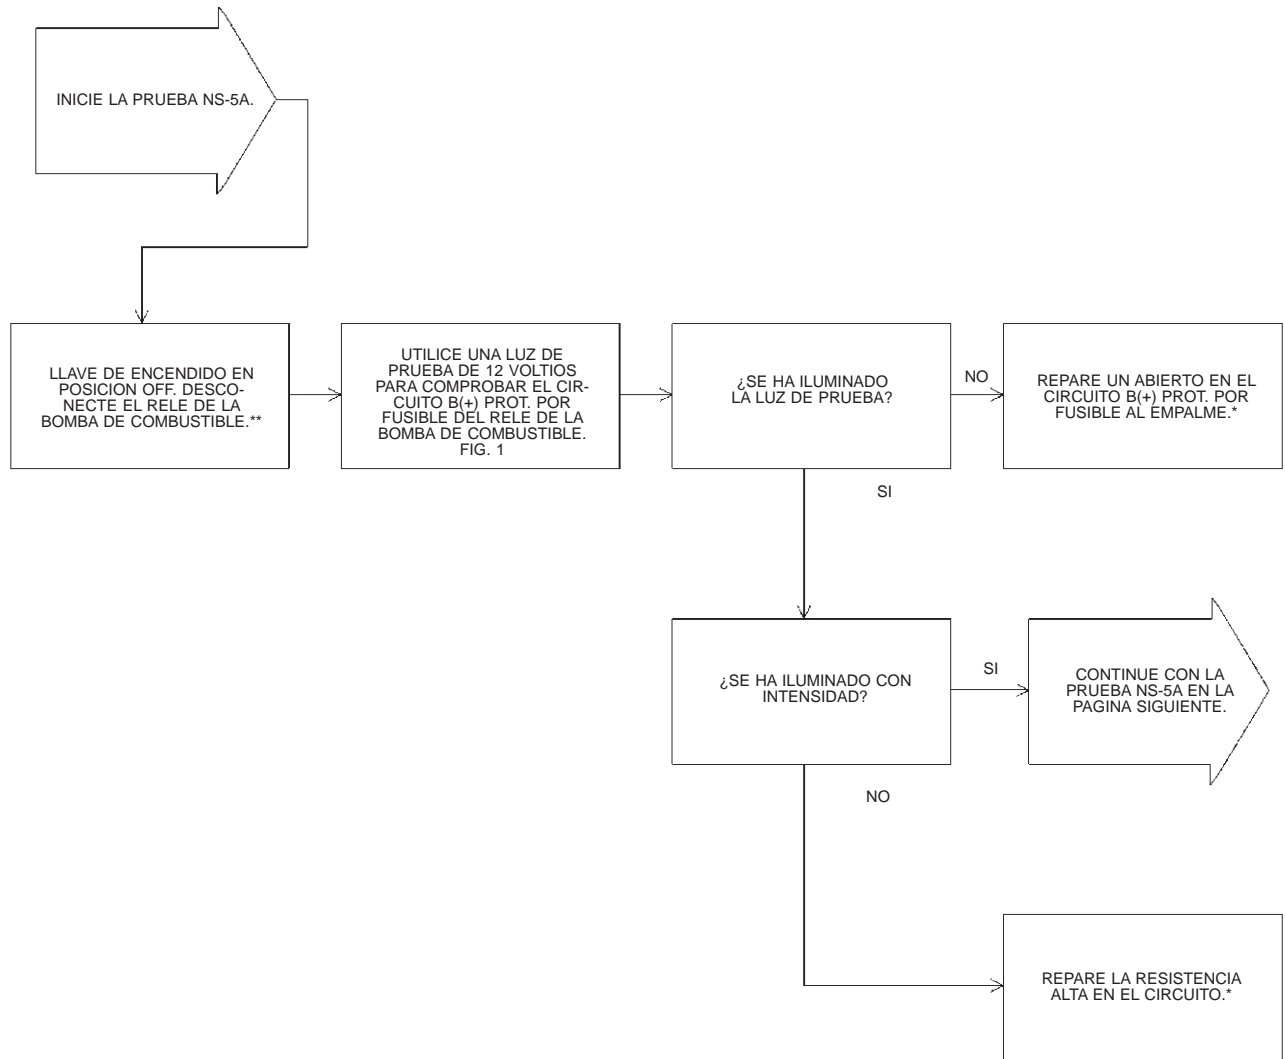 INICIE LA PRUEBA NS-5A.
LLAVE DE ENCENDIDO EN
POSICION OFF. DESCO-
NECTE EL RELE DE LA
BOMBA DE COMBUSTIBLE.**
UTILICE UNA LUZ DE
PRUEBA DE 12 VOLTIOS
PARA COMPROBAR EL CIR-
CUITO B(+) PROT. POR
FUSIBLE DEL RELE DE LA
BOMBA DE COMBUSTIBLE.
FIG. 1
¿SE HA ILUMINADO
LA LUZ DE PRUEBA?
NO
REPARE UN ABIERTO EN EL
CIRCUITO B(+) PROT. POR
FUSIBLE AL EMPALME.*
SI
¿SE HA ILUMINADO CON
INTENSIDAD?
SI
CONTINUE CON LA
PRUEBA NS-5A EN LA
PAGINA SIGUIENTE.
NO
REPARE LA RESISTENCIA
ALTA EN EL CIRCUITO.*